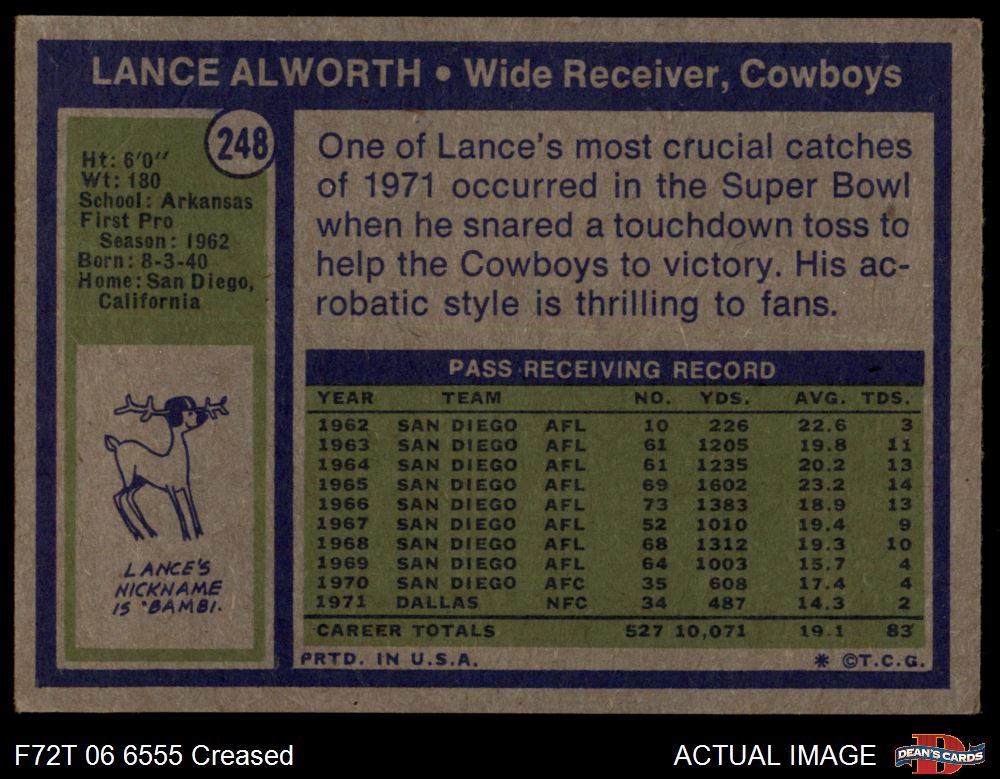 LANCE ALWORTH • Wide Receiver, Cowboys
248
Ht: 6'0"
Wt: 180
School: Arkansas
First Pro
Season: 1962
Born: 8-3-40
Home: San Diego,
California
One of Lance's most crucial catches
of 1971 occurred in the Super Bowl
when he snared a touchdown toss to
help the Cowboys to victory. His ac-
robatic style is thrilling to fans.
LANCE'S
NICKNAME
IS "BAMBI.
PASS RECEIVING RECORD
YEAR TEAM NO. YDS. AVG. TDS.
1962 SAN DIEGO AFL 10 226 22.6 3
1963 SAN DIEGO AFL 61 1205 19.8 11
1964 SAN DIEGO AFL 61 1235 20.2 13
1965 SAN DIEGO AFL 69 1602 23.2 14
1966 SAN DIEGO AFL 73 1383 18.9 13
1967 SAN DIEGO AFL 52 1010 19.4 9
1968 SAN DIEGO AFL 68 1312 19.3 10
1969 SAN DIEGO AFL 64 1003 15.7 4
1970 SAN DIEGO AFC 35 608 17.4 4
1971 DALLAS NFC 34 487 14.3 2
CAREER TOTALS 527 10,071 19.1 83
PRTD. IN U.S.A. * ©T.C.G.
F72T 06 6555 Creased
ACTUAL IMAGE
DEAN'S CARDS